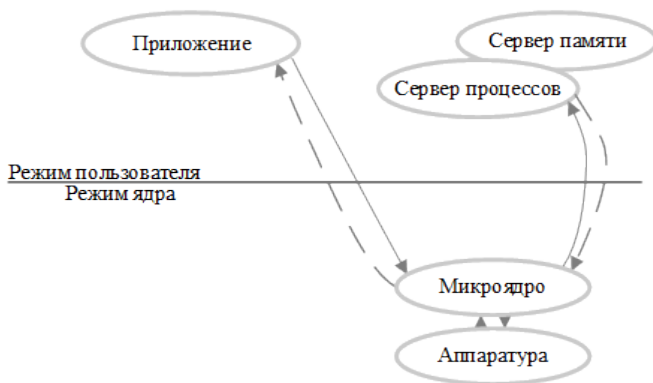 Приложение
Сервер памяти
Сервер процессов
Режим пользователя
Режим ядра
Микроядро
Аппаратура